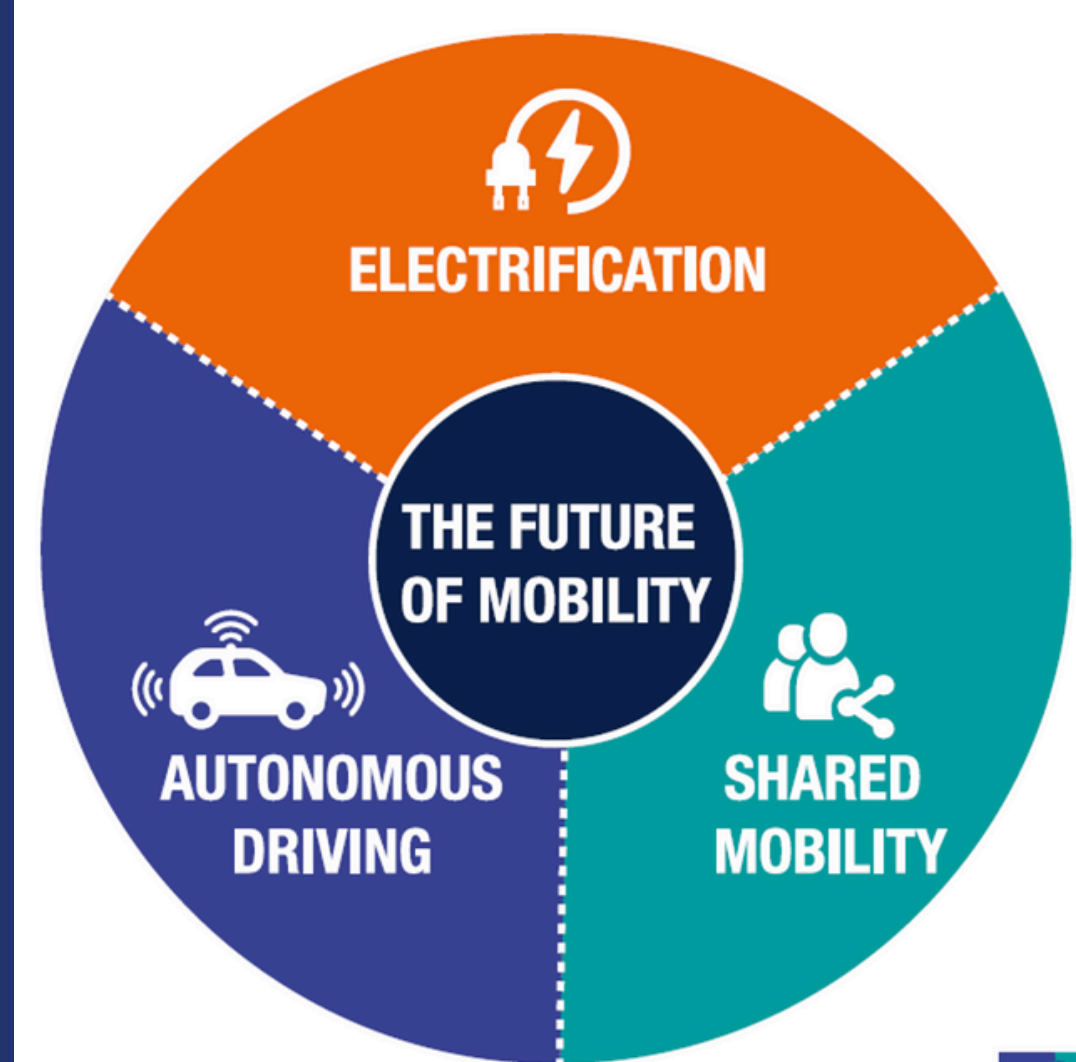 ELECTRIFICATION
THE FUTURE
OF MOBILITY
AUTONOMOUS
DRIVING
SHARED
MOBILITY